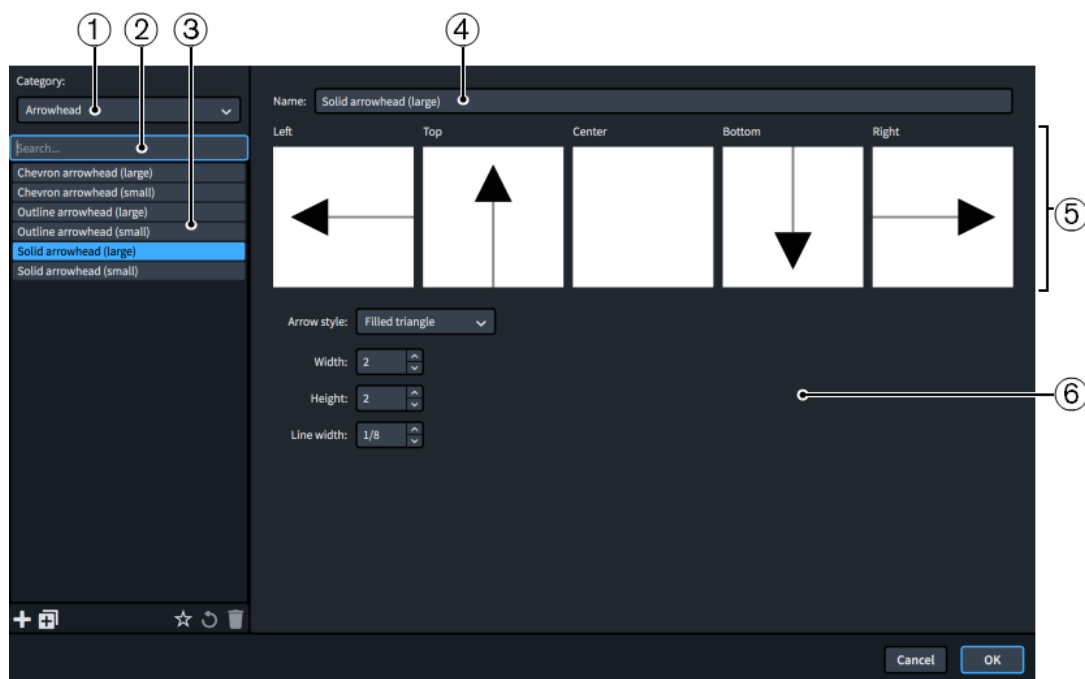 ① ② ③ ④
Category:
Arrowhead
Name: Solid arrowhead (large)
Left Top Center Bottom Right
Search...
Chevron arrowhead (large)
Chevron arrowhead (small)
Outline arrowhead (large)
Outline arrowhead (small)
Solid arrowhead (large)
Solid arrowhead (small)
⑤
Arrow style: Filled triangle
Width: 2
Height: 2
⑥
Line width: 1/8
Cancel OK